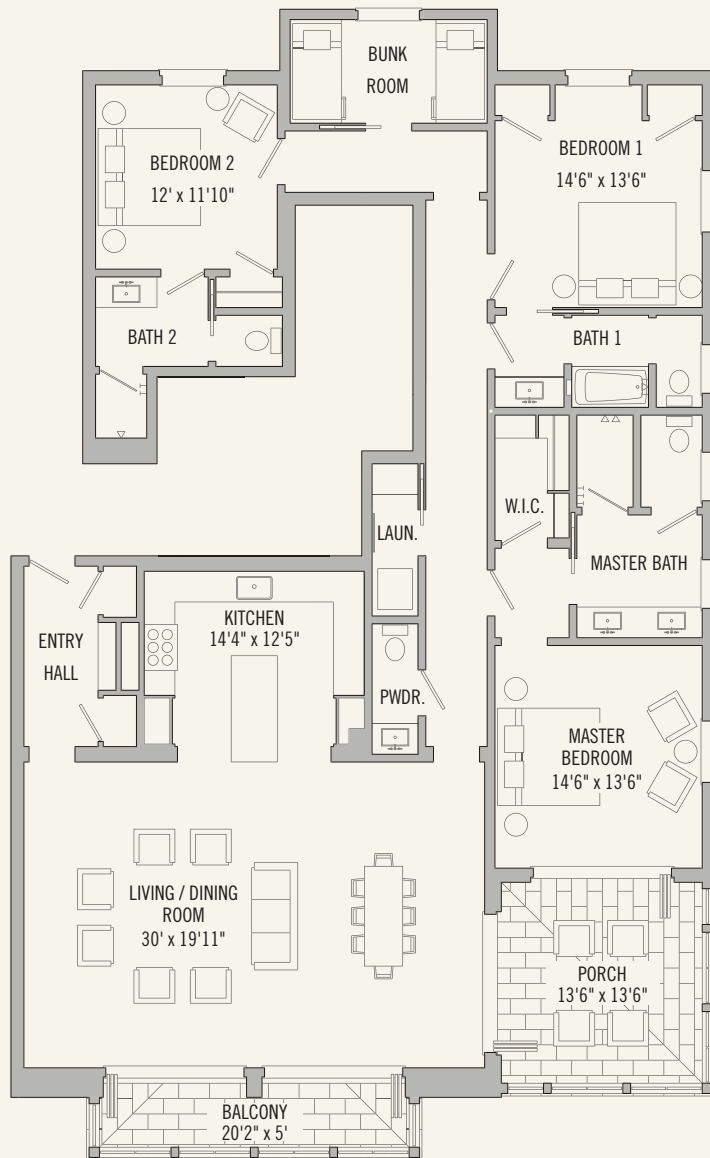 BUNK
ROOM
BEDROOM 2
12' x 11'10"
BEDROOM 1
14'6" x 13'6"
BATH 2
BATH 1
W.I.C.
LAUN.
MASTER BATH
ENTRY
HALL
KITCHEN
14'4" x 12'5"
PWDR.
MASTER
BEDROOM
14'6" x 13'6"
LIVING / DINING
ROOM
30' x 19'11"
PORCH
13'6" x 13'6"
BALCONY
20'2" x 5'